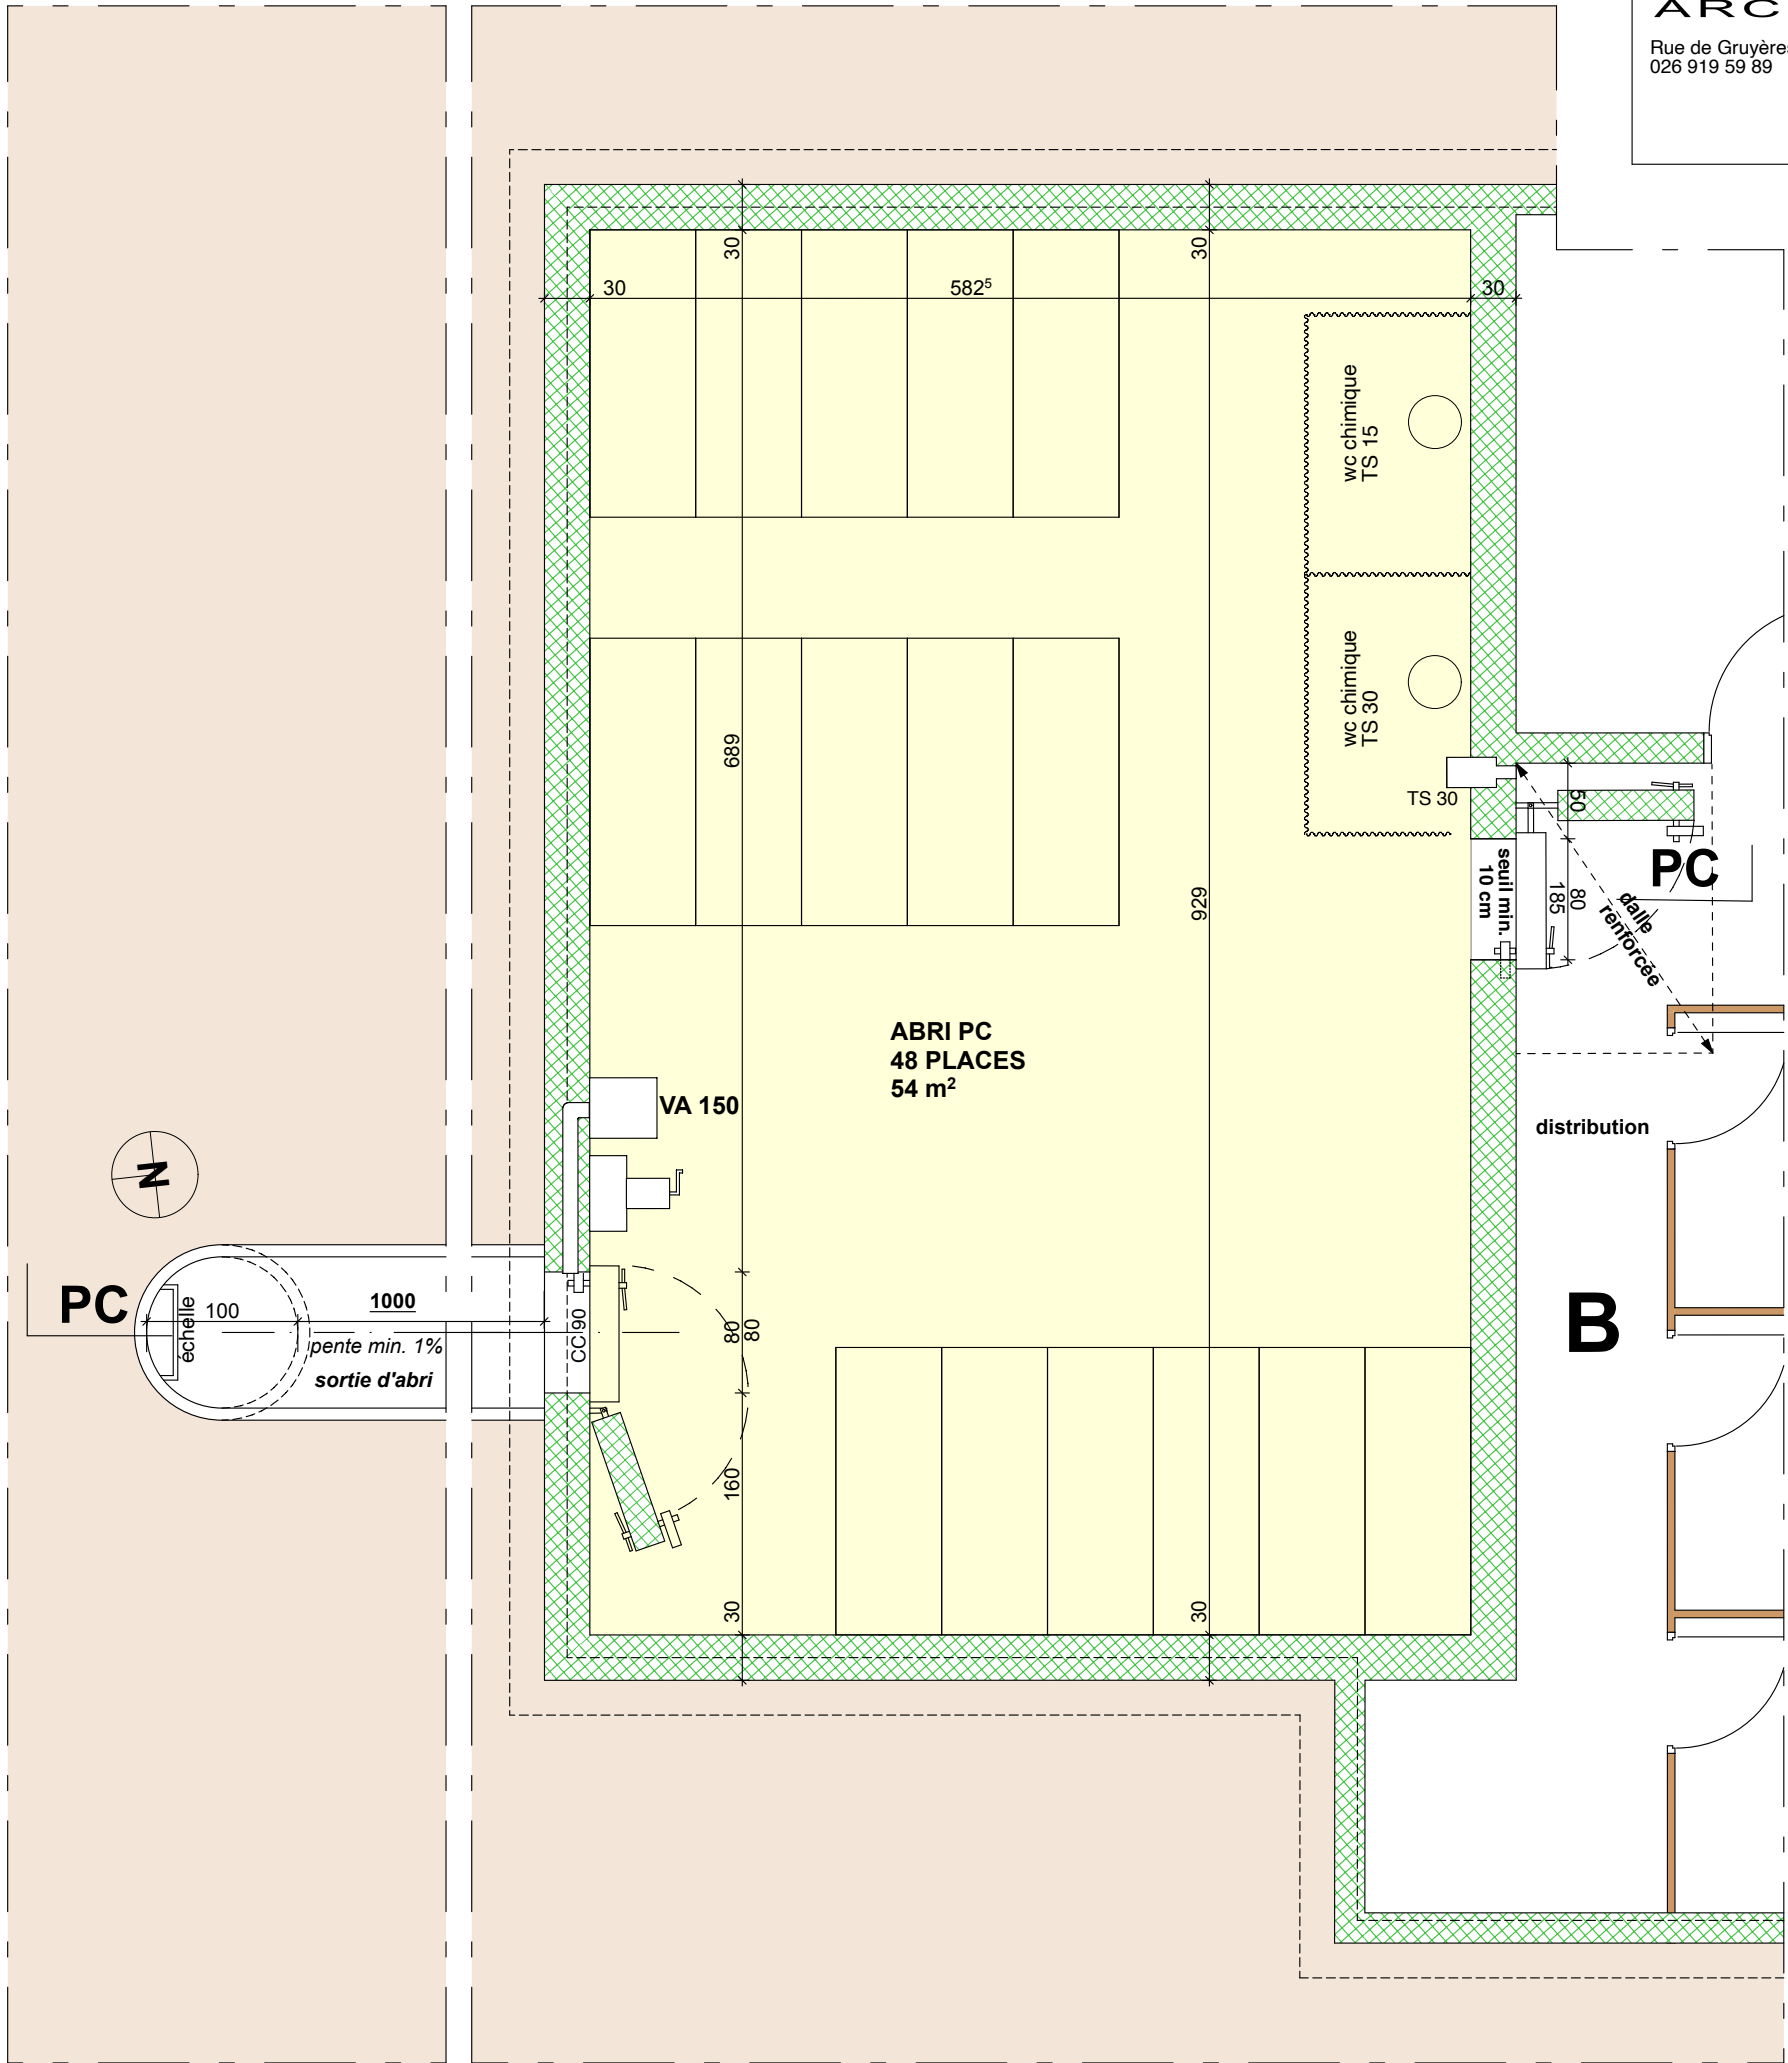 ARC
Rue de Gruyère
026 919 59 89
30
30
30
582⁵
30
wc chimique
TS 15
wc chimique
TS 30
689
TS 30
50
PC
seuil min.
10 cm
80
185
dalle
renforcée
929
ABRI PC
48 PLACES
54 m²
VA 150
distribution
N
PC
échelle
100
1000
pente min. 1%
sortie d'abri
CC 90
80
80
B
160
30
30